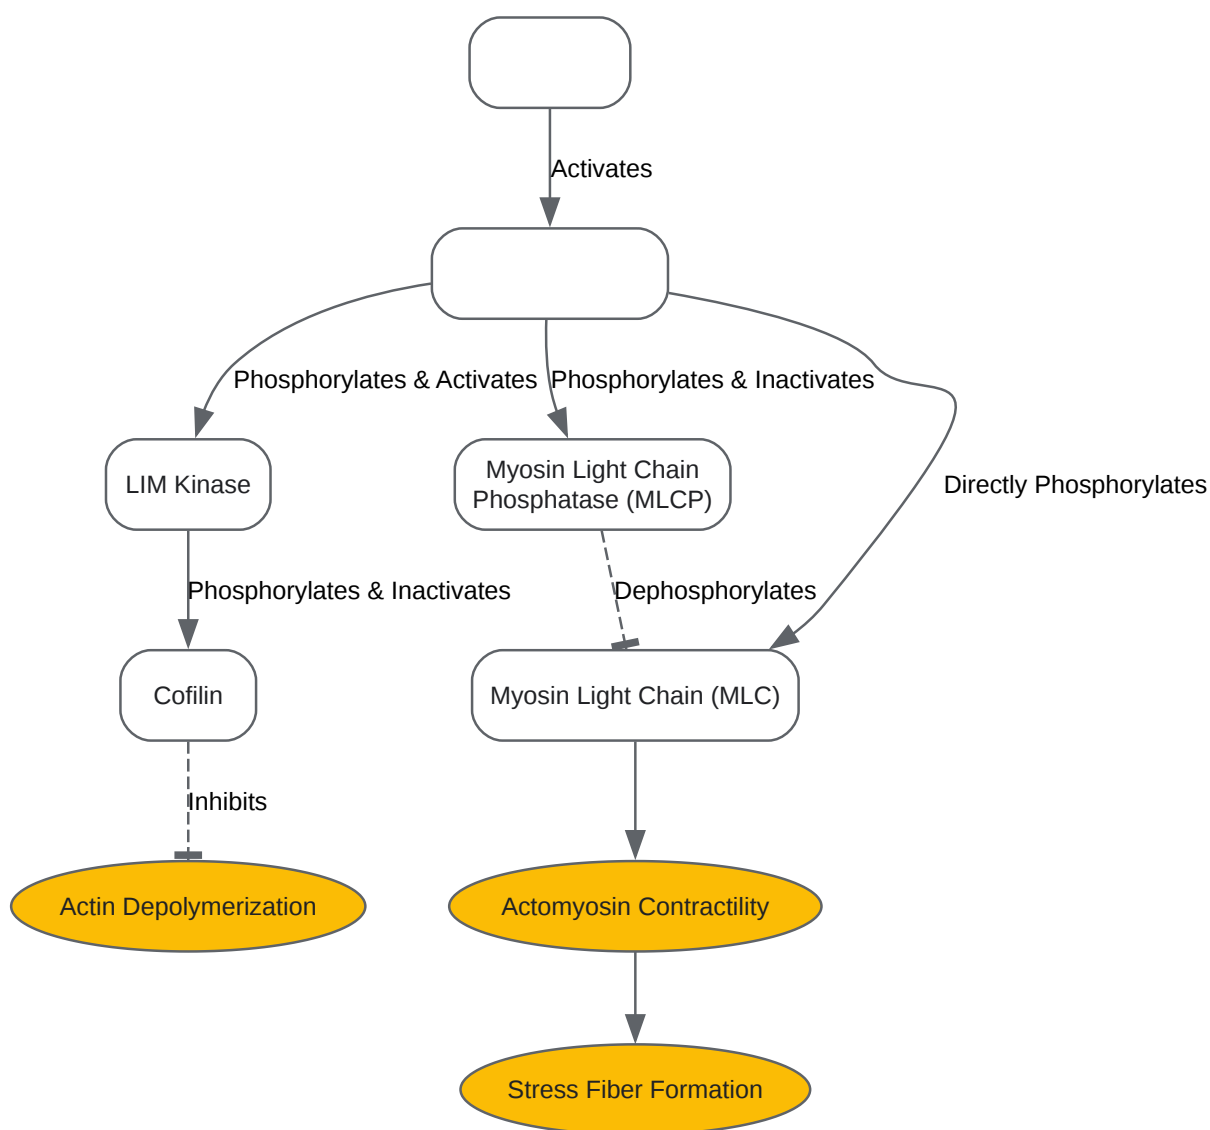 Activates
Phosphorylates & Activates
Phosphorylates & Inactivates
LIM Kinase
Myosin Light Chain
Phosphatase (MLCP)
Directly Phosphorylates
Phosphorylates & Inactivates
Dephosphorylates
Cofilin
Myosin Light Chain (MLC)
Inhibits
Actin Depolymerization
Actomyosin Contractility
Stress Fiber Formation